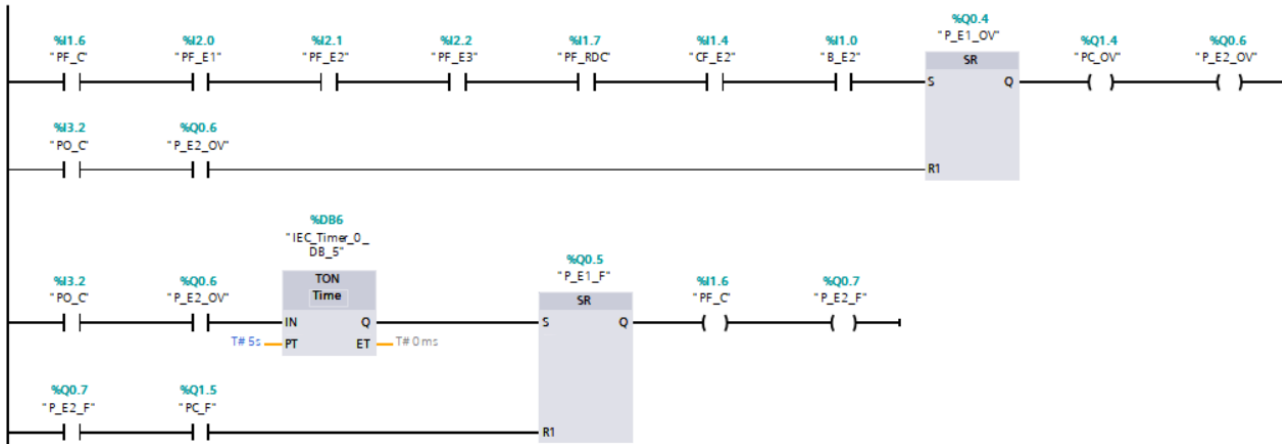 %Q0.4
%I1.6 %I2.0 %I2.1 %I2.2 %I1.7 %I1.4 %I1.0 "P_E1_OV" %Q1.4 %Q0.6
"PF_C" "PF_E1" "PF_E2" "PF_E3" "PF_RDC" "CF_E2" "B_E2" SR "PC_OV" "P_E2_OV"
S Q
%I3.2 %Q0.6
"PO_C" "P_E2_OV"
R1
%DB6
"IEC_Timer_0_
DB_5"
%Q0.5
%I3.2 %Q0.6 TON "P_E1_F" %I1.6 %Q0.7
"PO_C" "P_E2_OV" Time SR "PF_C" "P_E2_F"
IN Q S Q
T#5s PT ET T#0ms
%Q0.7 %Q1.5
"P_E2_F" "PC_F"
R1